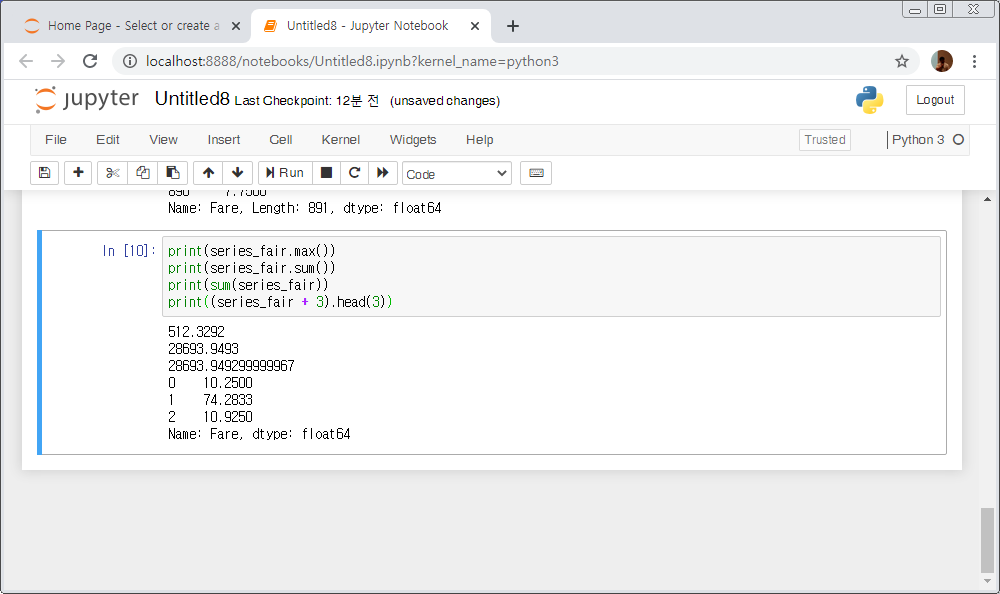 Home Page - Select or create a
Untitled8 - Jupyter Notebook
localhost:8888/notebooks/Untitled8.ipynb?kernel_name=python3
jupyter Untitled8 Last Checkpoint: 12분 전 (unsaved changes)
Logout
File Edit View Insert Cell Kernel Widgets Help
Trusted
Python 3
Run
Code
890 7.7500
Name: Fare, Length: 891, dtype: float64
In [10]:
print(series_fair.max())
print(series_fair.sum())
print(sum(series_fair))
print((series_fair + 3).head(3))
512.3292
28693.9493
28693.949299999967
0 10.2500
1 74.2833
2 10.9250
Name: Fare, dtype: float64